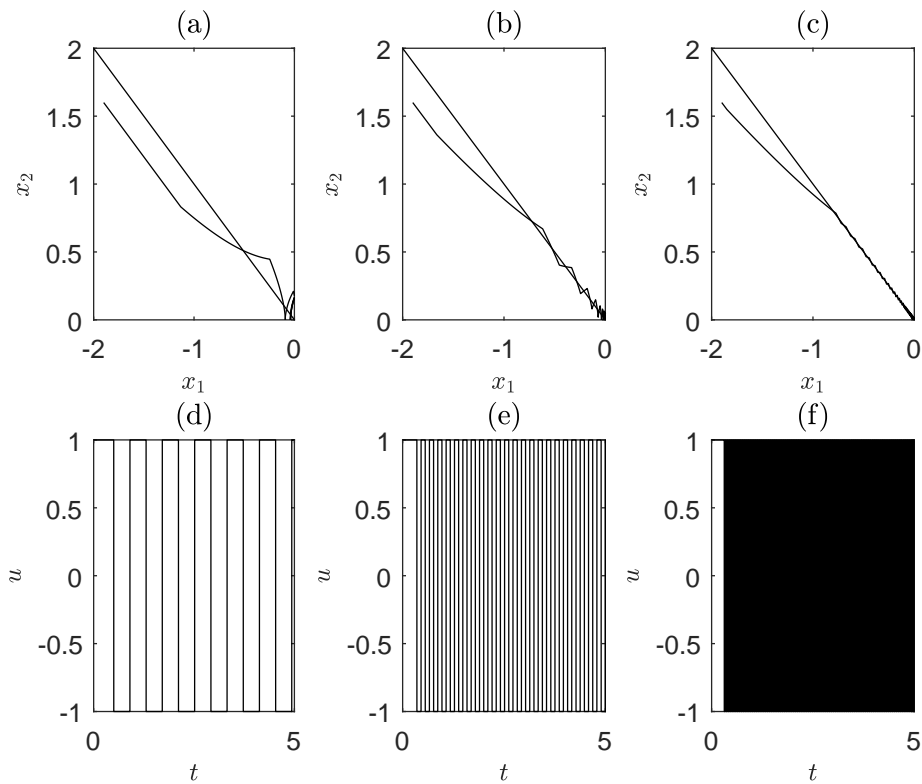 (a) (b) (c)
2 2 2
1.5 1.5 1.5
x₂ x₂ x₂
1 1 1
0.5 0.5 0.5
0 0 0
-2 -1 0 -2 -1 0 -2 -1 0
x₁ x₁ x₁
(d) (e) (f)
1 1 1
0.5 0.5 0.5
u 0 u 0 u 0
-0.5 -0.5 -0.5
-1 -1 -1
0 5 0 5 0 5
t t t